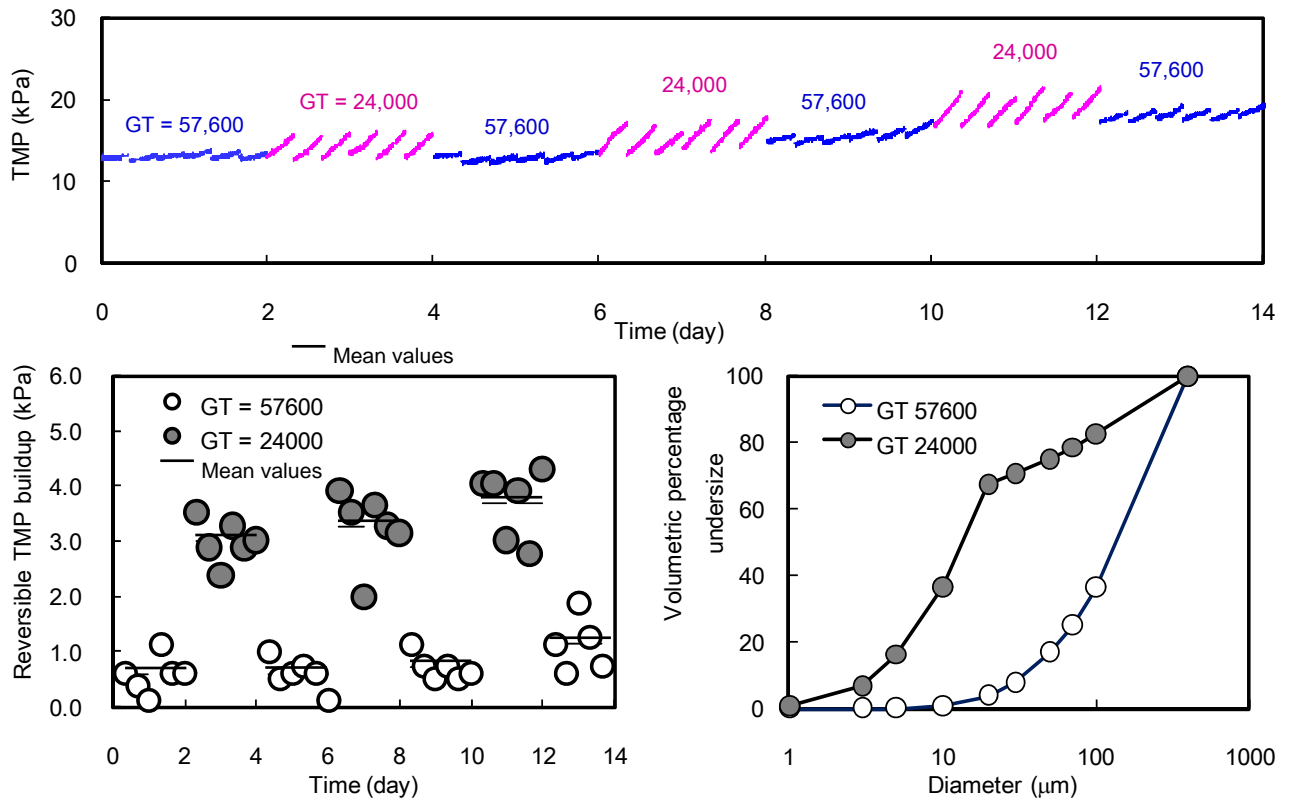 TMP (kPa)
30
20
10
0
GT = 57,600
GT = 24,000
57,600
24,000
57,600
24,000
57,600
0
2
4
6
8
10
12
14
Time (day)
Mean values
Reversible TMP buildup (kPa)
6.0
5.0
4.0
3.0
2.0
1.0
0.0
GT = 57600
GT = 24000
Mean values
0
2
4
6
8
10
12
14
Time (day)
Volumetric percentage
undersize
100
80
60
40
20
0
GT 57600
GT 24000
1
10
100
1000
Diameter (μm)